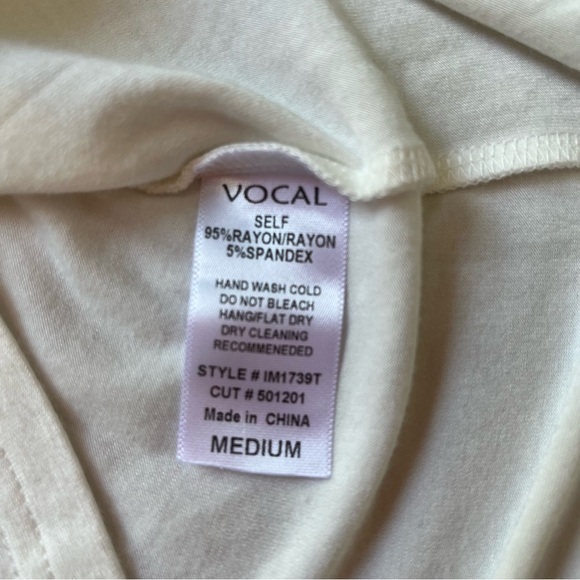 VOCAL
SELF
95%RAYON/RAYON
5%SPANDEX
HAND WASH COLD
DO NOT BLEACH
HANG/FLAT DRY
DRY CLEANING
RECOMMENEDED
STYLE # IM1739T
CUT # 501201
Made in CHINA
MEDIUM